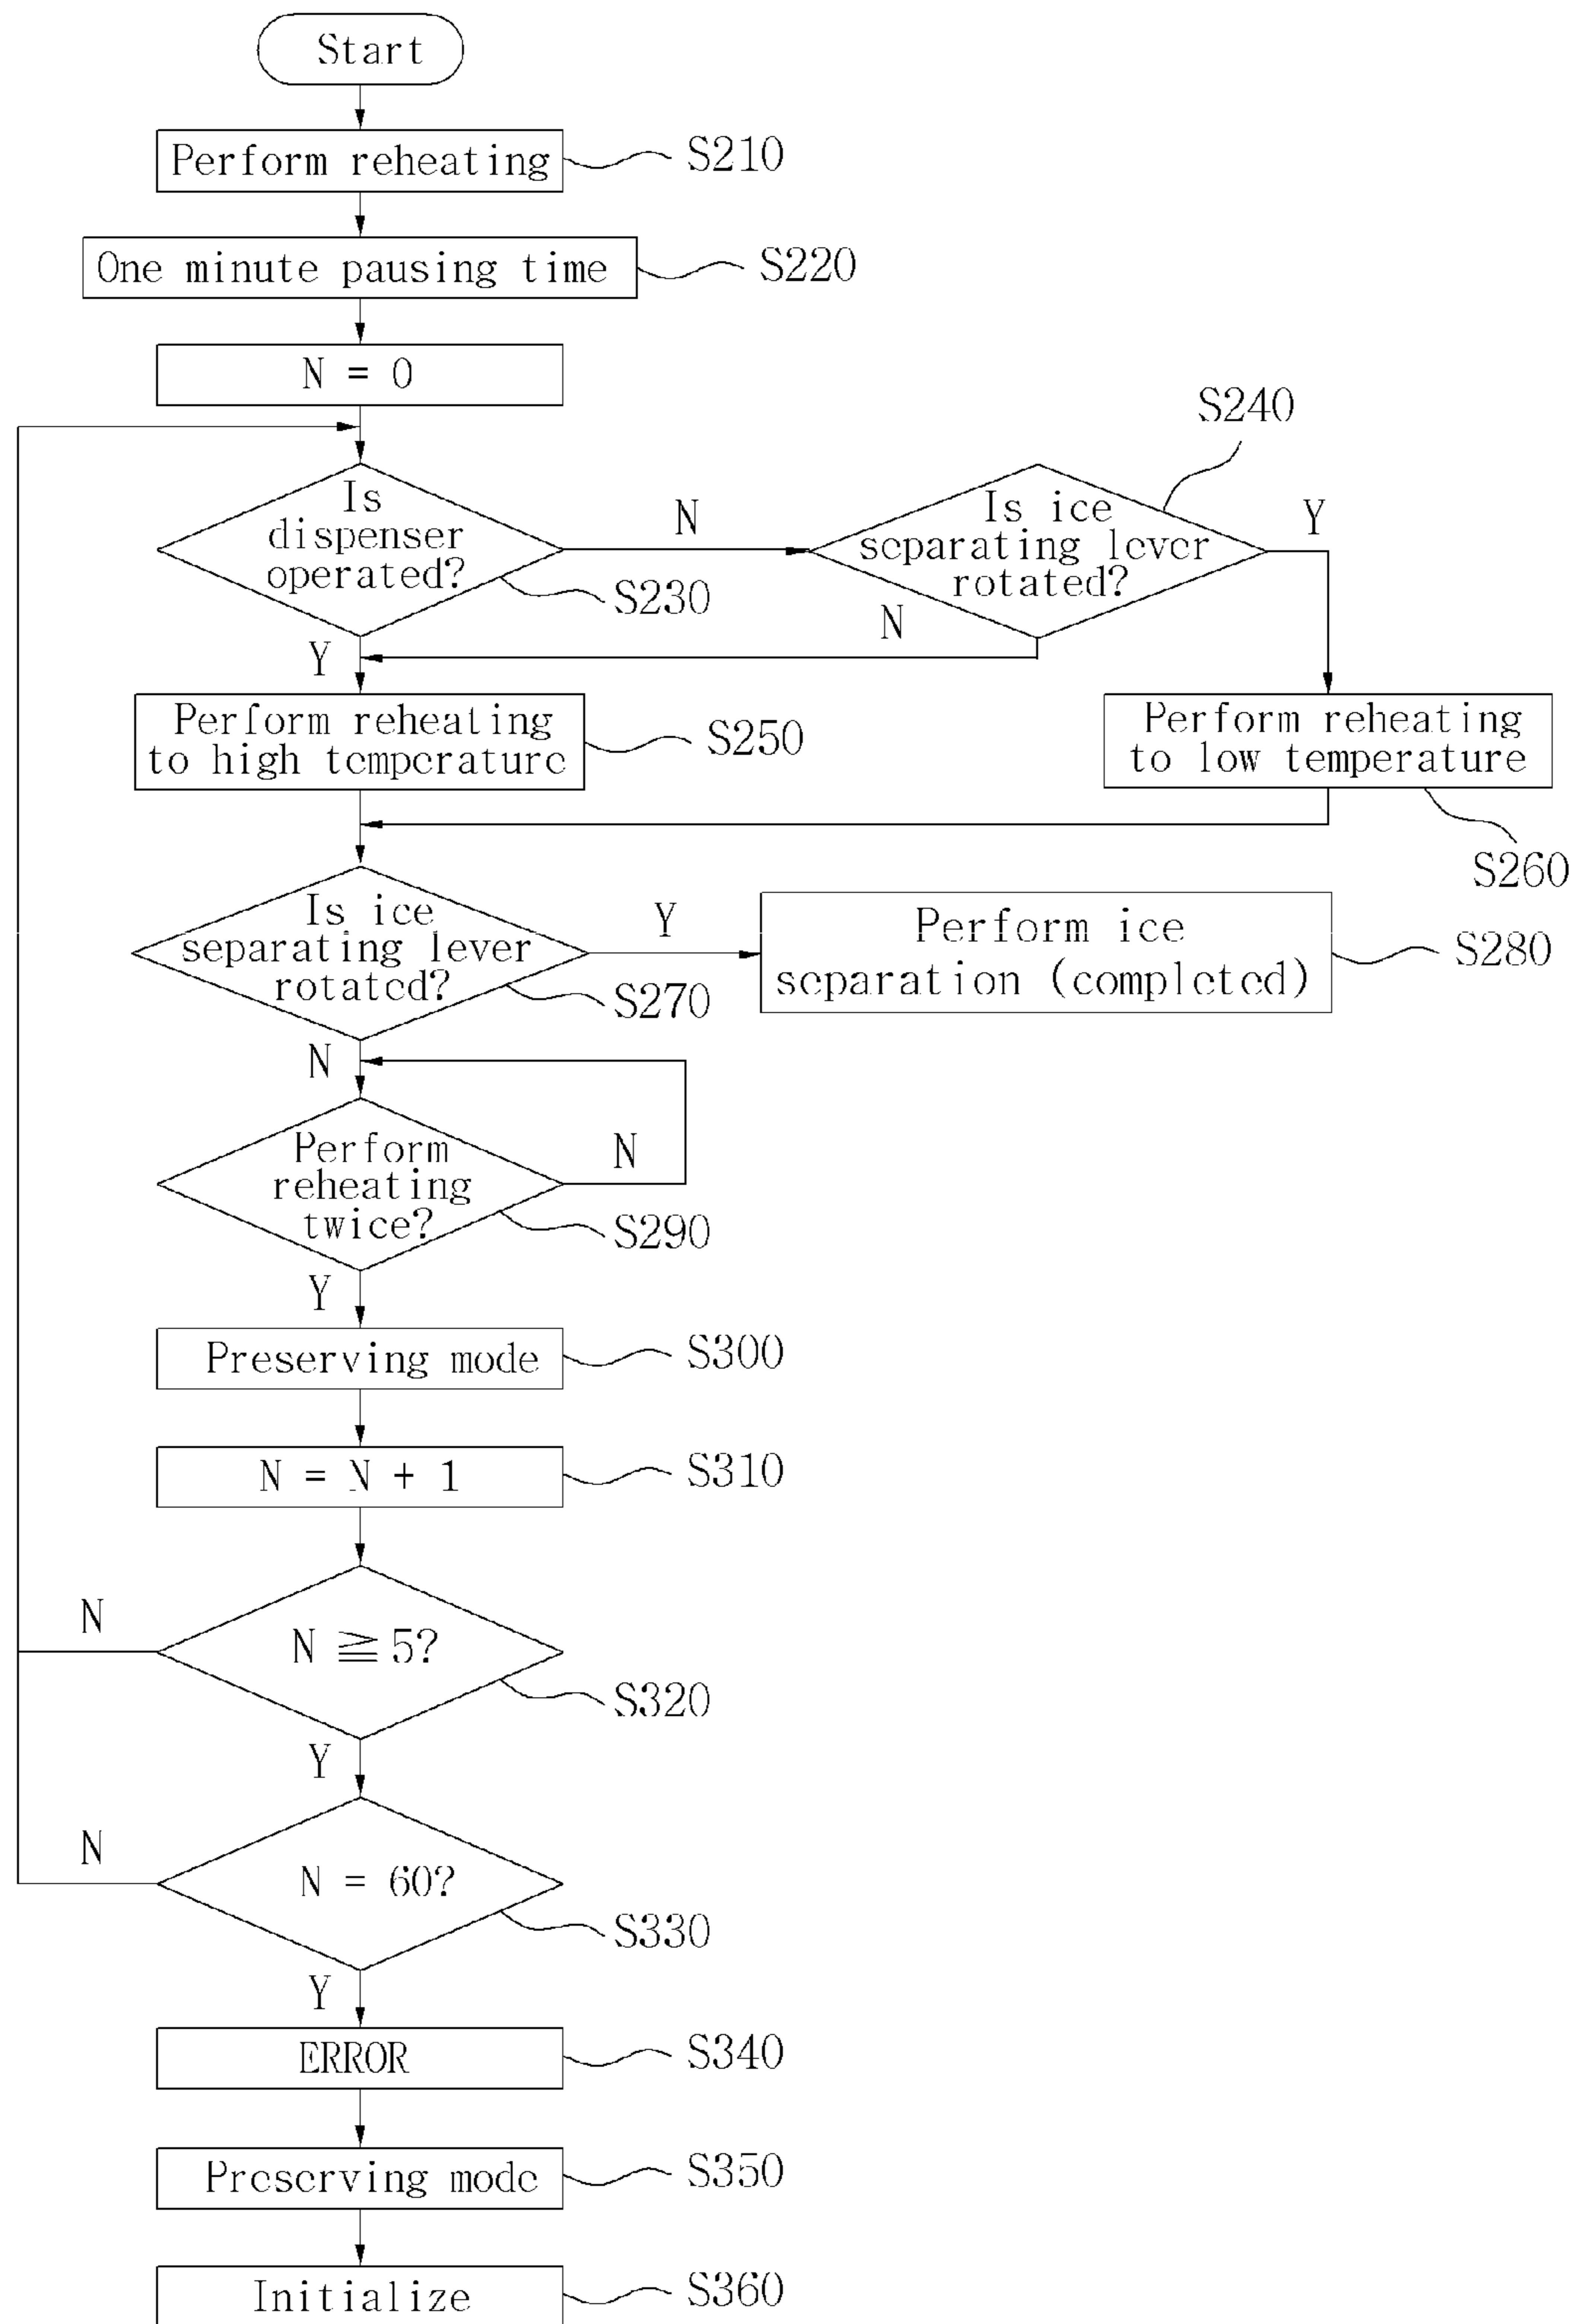 Start
Perform reheating
S210
One minute pausing time
S220
N = 0
S240
Is
dispenser
operated?
S230
N
Is ice
separating lever
rotated?
Y
N
Y
Perform reheating
to high temperature
S250
Perform reheating
to low temperature
S260
Is ice
separating lever
rotated?
S270
Y
Perform ice
separation (completed)
S280
N
Perform
reheating
twice?
N
S290
Y
Preserving mode
S300
N = N + 1
S310
N
N ≧ 5?
S320
Y
N
N = 60?
S330
Y
ERROR
S340
Preserving mode
S350
Initialize
S360